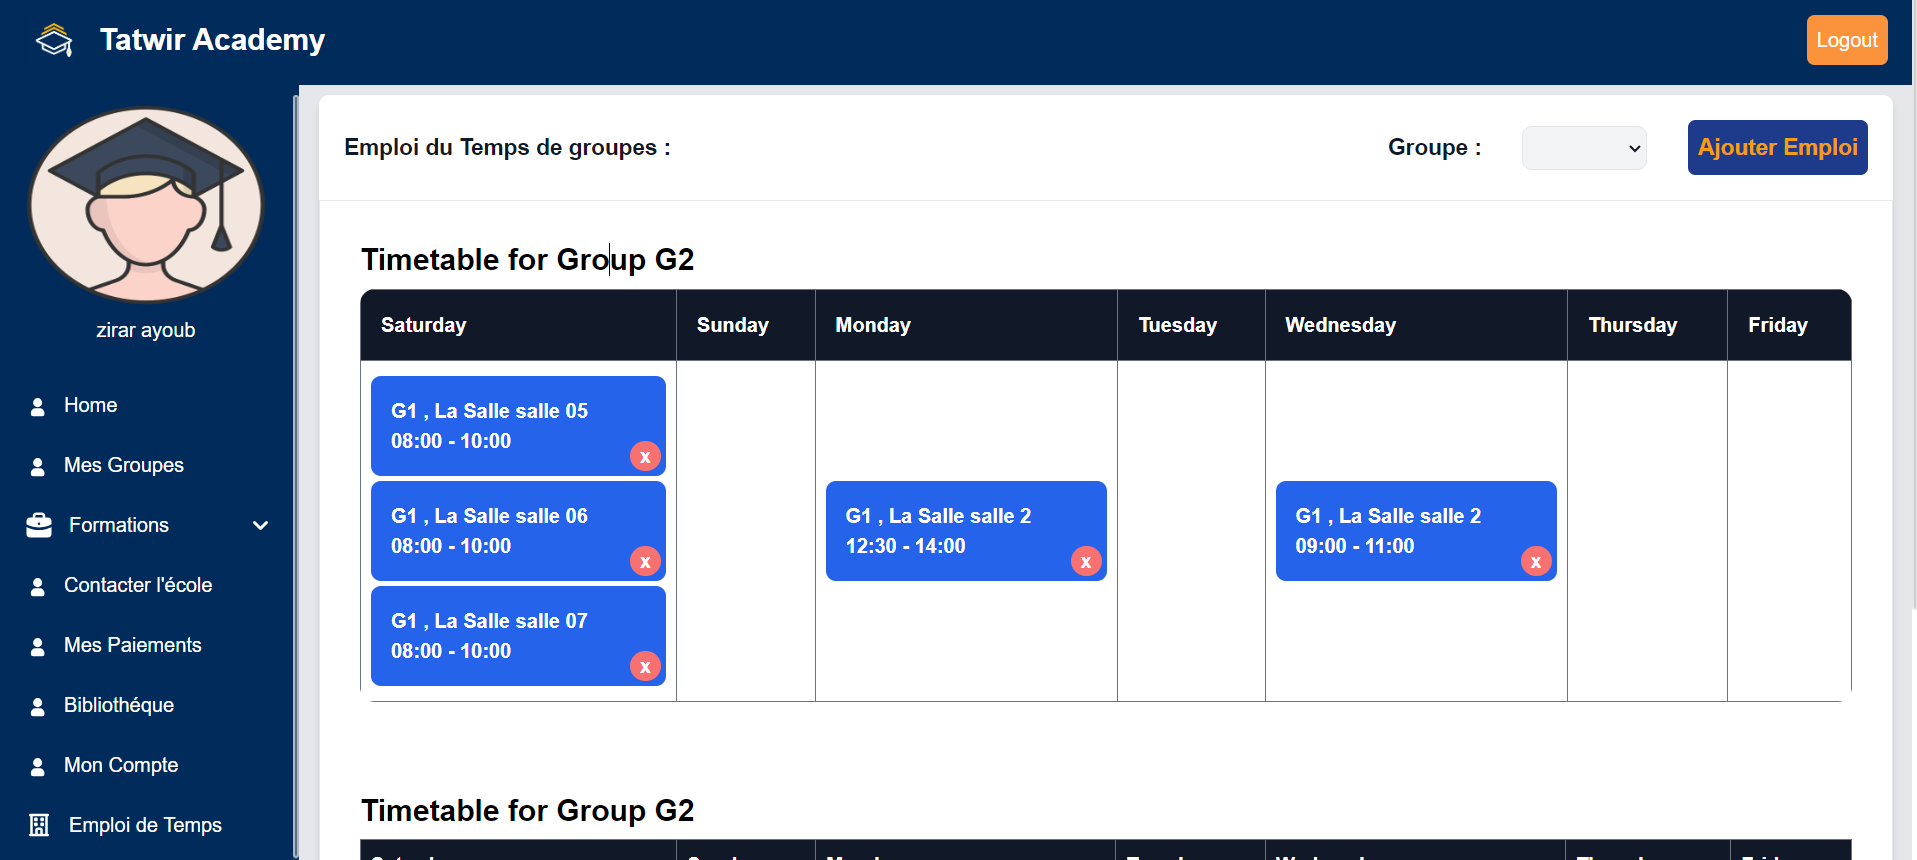 Tatwir Academy
Logout
zirar ayoub
Home
Mes Groupes
Formations
Contacter l'école
Mes Paiements
Bibliothéque
Mon Compte
Emploi de Temps
Emploi du Temps de groupes :
Groupe :
Ajouter Emploi
Timetable for Group G2
Saturday Sunday Monday Tuesday Wednesday Thursday Friday
G1 , La Salle salle 05
08:00 - 10:00
x
G1 , La Salle salle 06
08:00 - 10:00
x
G1 , La Salle salle 07
08:00 - 10:00
x
G1 , La Salle salle 2
12:30 - 14:00
x
G1 , La Salle salle 2
09:00 - 11:00
x
Timetable for Group G2